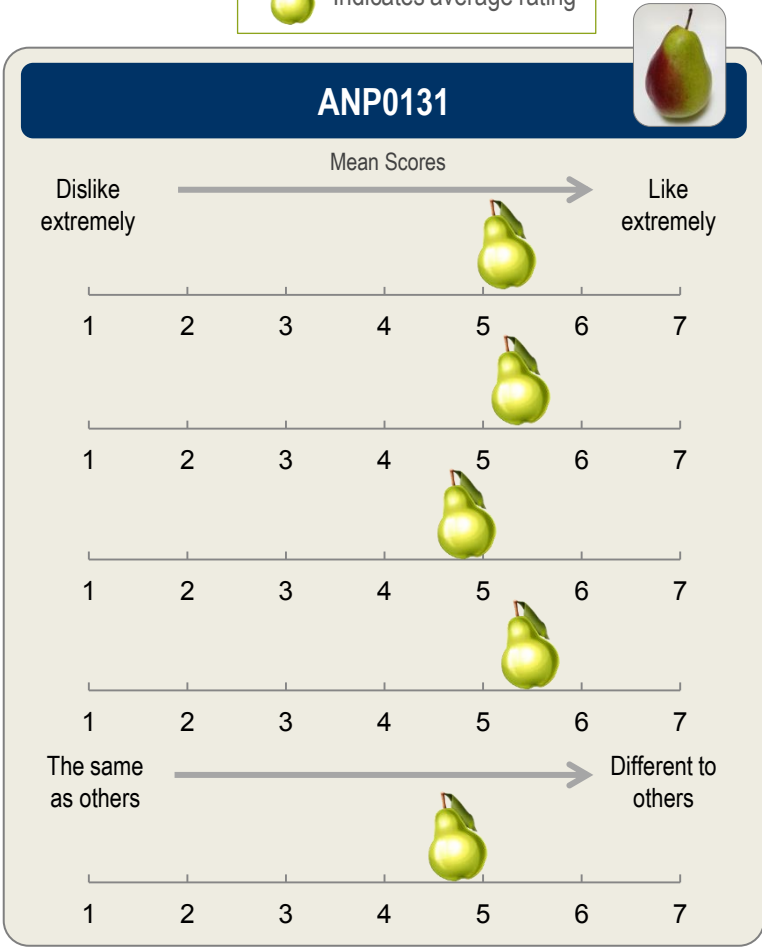 Indicates average rating
ANP0131
Mean Scores
Dislike
extremely
Like
extremely
1 2 3 4 5 6 7
1 2 3 4 5 6 7
1 2 3 4 5 6 7
1 2 3 4 5 6 7
The same
as others
Different to
others
1 2 3 4 5 6 7